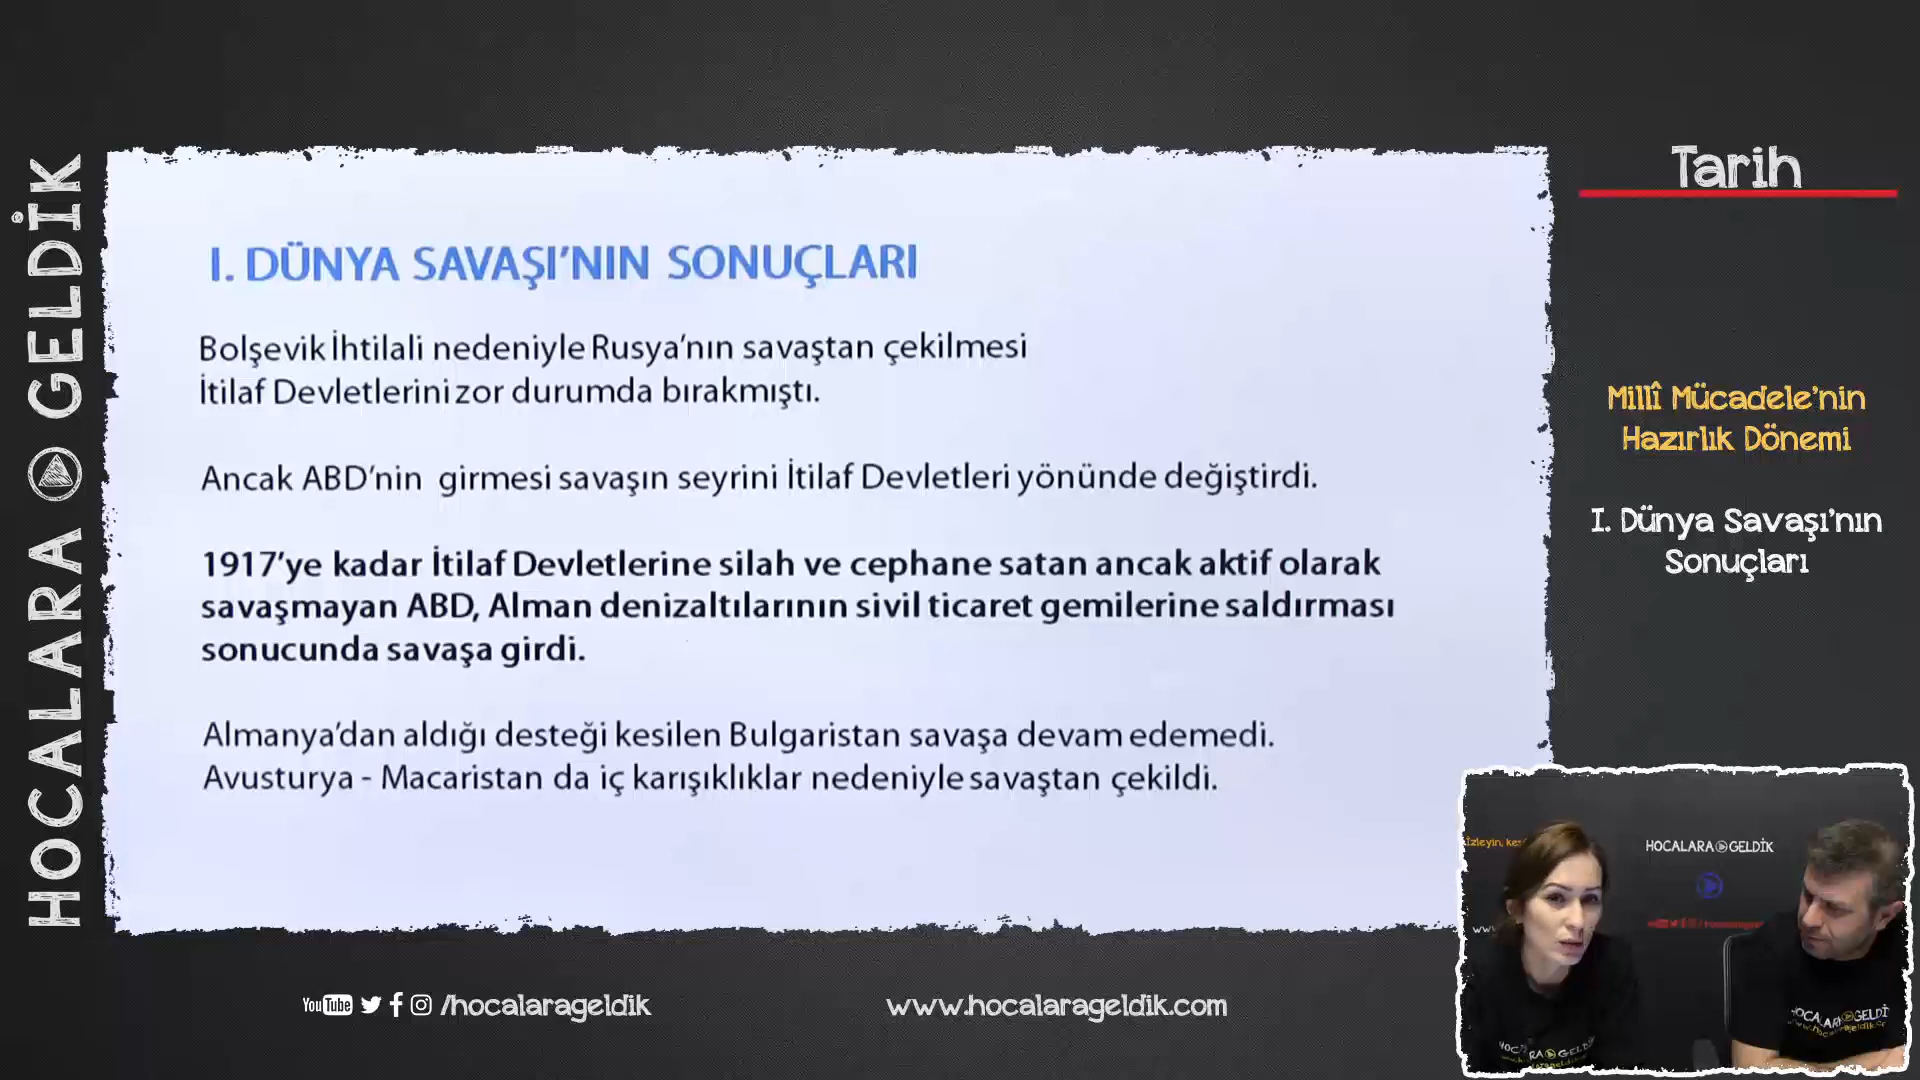 HOCALARA GELDİK
Tarih
I. DÜNYA SAVAŞI'NIN SONUÇLARI
Bolşevik İhtilali nedeniyle Rusya'nın savaştan çekilmesi
İtilaf Devletlerini zor durumda bırakmıştı.
Ancak ABD'nin girmesi savaşın seyrini İtilaf Devletleri yönünde değiştirdi.
1917'ye kadar İtilaf Devletlerine silah ve cephane satan ancak aktif olarak
savaşmayan ABD, Alman denizaltılarının sivil ticaret gemilerine saldırması
sonucunda savaşa girdi.
Almanya'dan aldığı desteği kesilen Bulgaristan savaşa devam edemedi.
Avusturya - Macaristan da iç karışıklıklar nedeniyle savaştan çekildi.
Millî Mücadele'nin
Hazırlık Dönemi
I. Dünya Savaşı'nın
Sonuçları
İzleyin,
HOCALARA GELDİK
YouTube /hocalarageldik
www.hocalarageldik.com